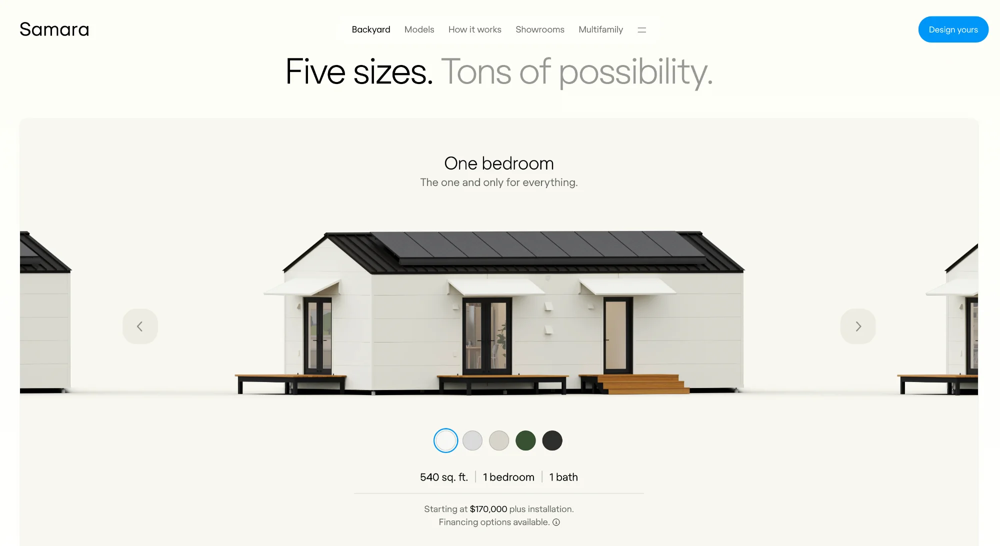 Samara
Backyard Models How it works Showrooms Multifamily
Design yours
Five sizes. Tons of possibility.
One bedroom
The one and only for everything.
540 sq. ft. 1 bedroom 1 bath
Starting at $170,000 plus installation.
Financing options available.